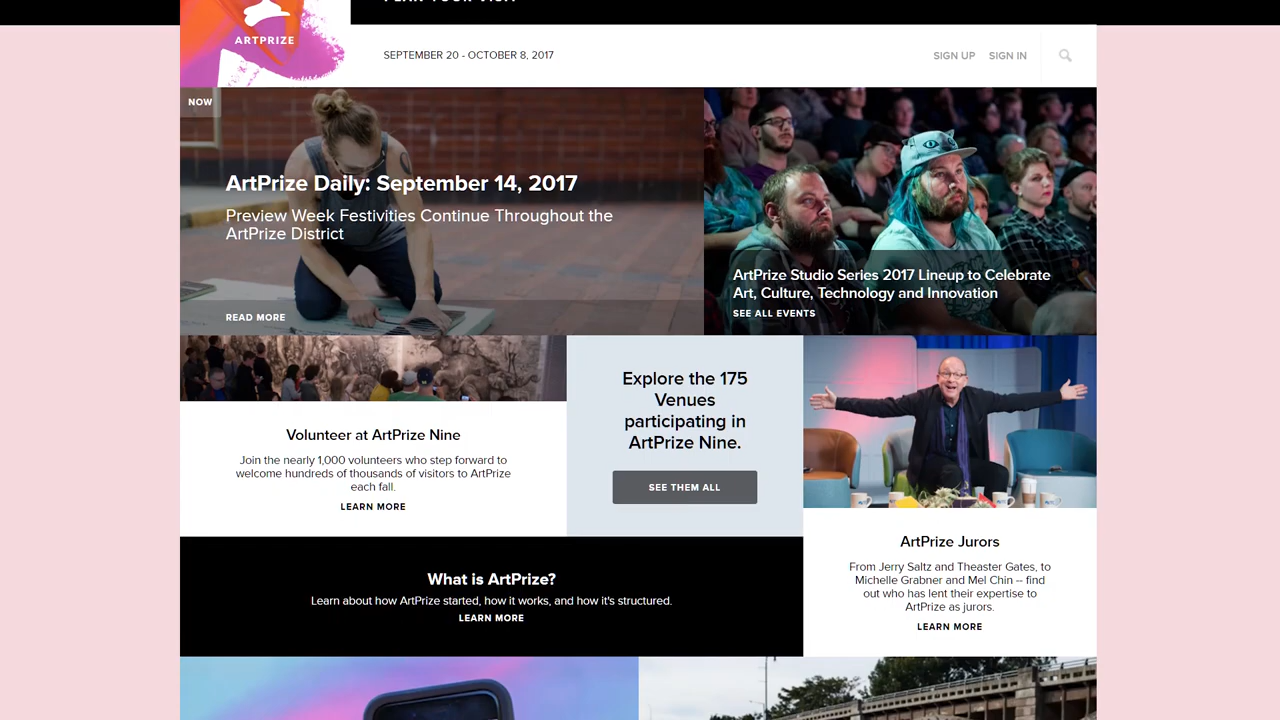 PLAN YOUR VISIT
ARTPRIZE
SEPTEMBER 20 - OCTOBER 8, 2017
SIGN UP
SIGN IN
NOW
ArtPrize Daily: September 14, 2017
Preview Week Festivities Continue Throughout the
ArtPrize District
READ MORE
ArtPrize Studio Series 2017 Lineup to Celebrate
Art, Culture, Technology and Innovation
SEE ALL EVENTS
Volunteer at ArtPrize Nine
Join the nearly 1,000 volunteers who step forward to
welcome hundreds of thousands of visitors to ArtPrize
each fall.
LEARN MORE
Explore the 175
Venues
participating in
ArtPrize Nine.
SEE THEM ALL
ArtPrize Jurors
From Jerry Saltz and Theaster Gates, to
Michelle Grabner and Mel Chin -- find
out who has lent their expertise to
ArtPrize as jurors.
LEARN MORE
What is ArtPrize?
Learn about how ArtPrize started, how it works, and how it's structured.
LEARN MORE